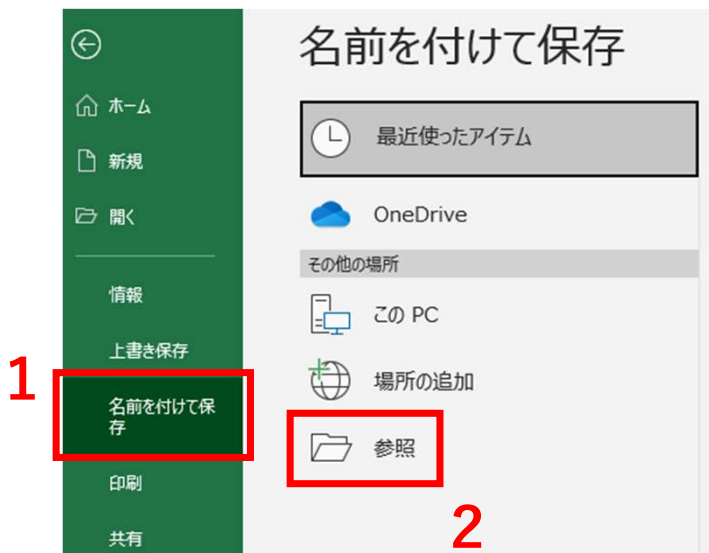 名前を付けて保存
ホーム
新規
開く
情報
上書き保存
1
名前を付けて保
存
印刷
共有
最近使ったアイテム
OneDrive
その他の場所
この PC
場所の追加
参照
2